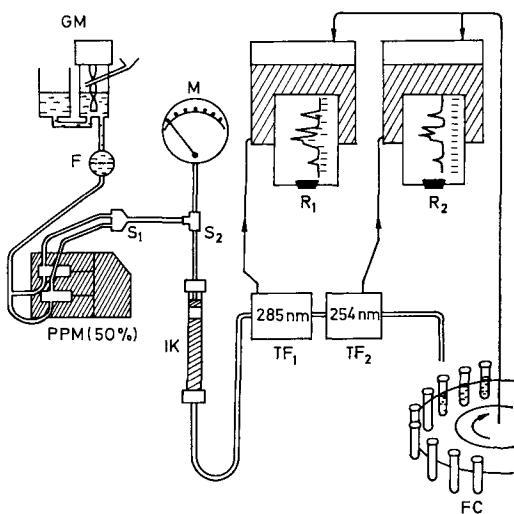 GM
M
F
R₁
R₂
S₁
S₂
PPM (50%)
IK
285 nm
254 nm
TF₁
TF₂
FC